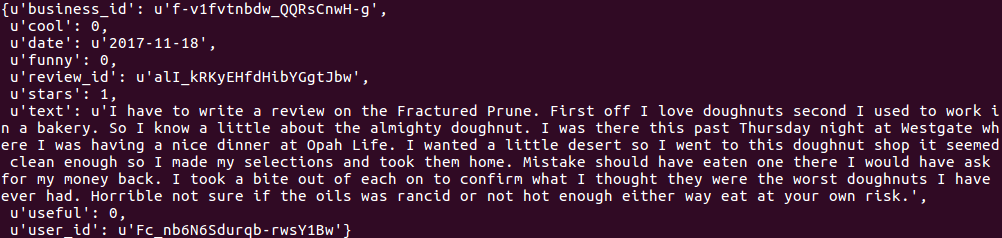 {u'business_id': u'f-v1fvtnbdw_QQRsCnwH-g',
 u'cool': 0,
 u'date': u'2017-11-18',
 u'funny': 0,
 u'review_id': u'alI_kRKyEHfdHibYGgtJbw',
 u'stars': 1,
 u'text': u'I have to write a review on the Fractured Prune. First off I love doughnuts second I used to work i
n a bakery. So I know a little about the almighty doughnut. I was there this past Thursday night at Westgate wh
ere I was having a nice dinner at Opah Life. I wanted a little desert so I went to this doughnut shop it seemed
 clean enough so I made my selections and took them home. Mistake should have eaten one there I would have ask
for my money back. I took a bite out of each on to confirm what I thought they were the worst doughnuts I have
ever had. Horrible not sure if the oils was rancid or not hot enough either way eat at your own risk.',
 u'useful': 0,
 u'user_id': u'Fc_nb6N6Sdurqb-rwsY1Bw'}